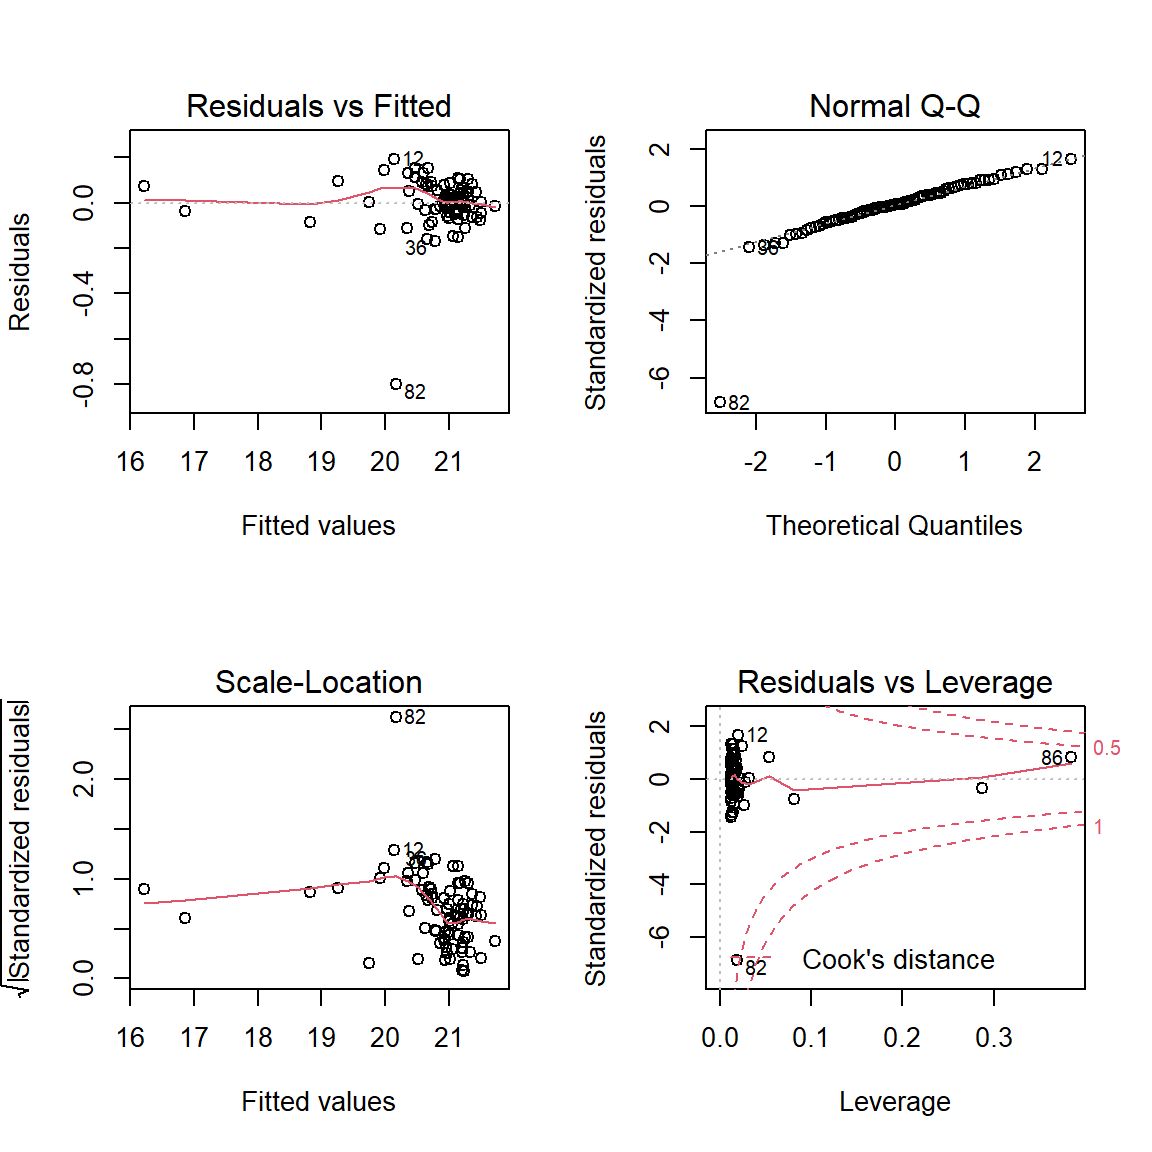 Residuals vs Fitted
Residuals
0.0
-0.4
-0.8
12
36
82
16 17 18 19 20 21
Fitted values
Normal Q-Q
Standardized residuals
2
0
-2
-4
-6
12
36
82
-2 -1 0 1 2
Theoretical Quantiles
Scale-Location
√|Standardized residuals|
2.0
1.0
0.0
82
12
36
16 17 18 19 20 21
Fitted values
Residuals vs Leverage
Standardized residuals
2
0
-2
-4
-6
12
86
0.5
1
82
Cook's distance
0.0 0.1 0.2 0.3
Leverage